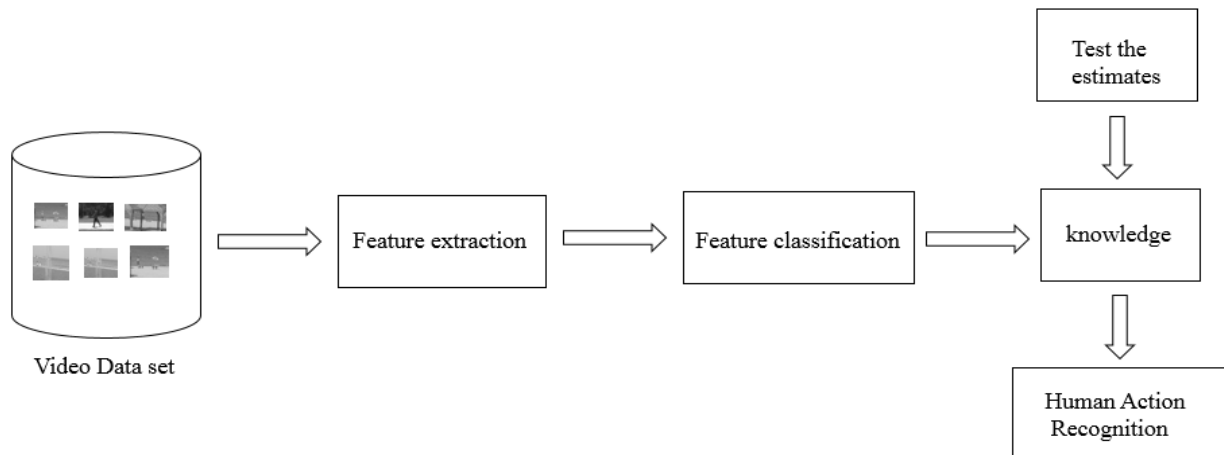 Test the
estimates
Feature extraction
Feature classification
knowledge
Video Data set
Human Action
Recognition